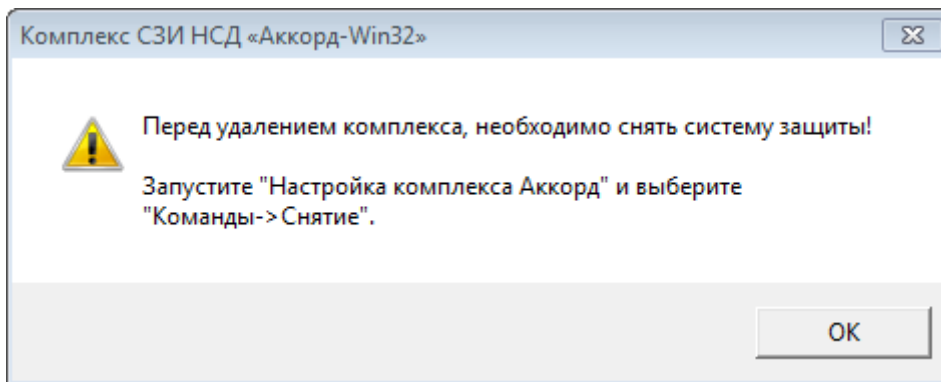 Комплекс СЗИ НСД «Аккорд-Win32»
Перед удалением комплекса, необходимо снять систему защиты!
Запустите "Настройка комплекса Аккорд" и выберите
"Команды->Снятие".
ОК